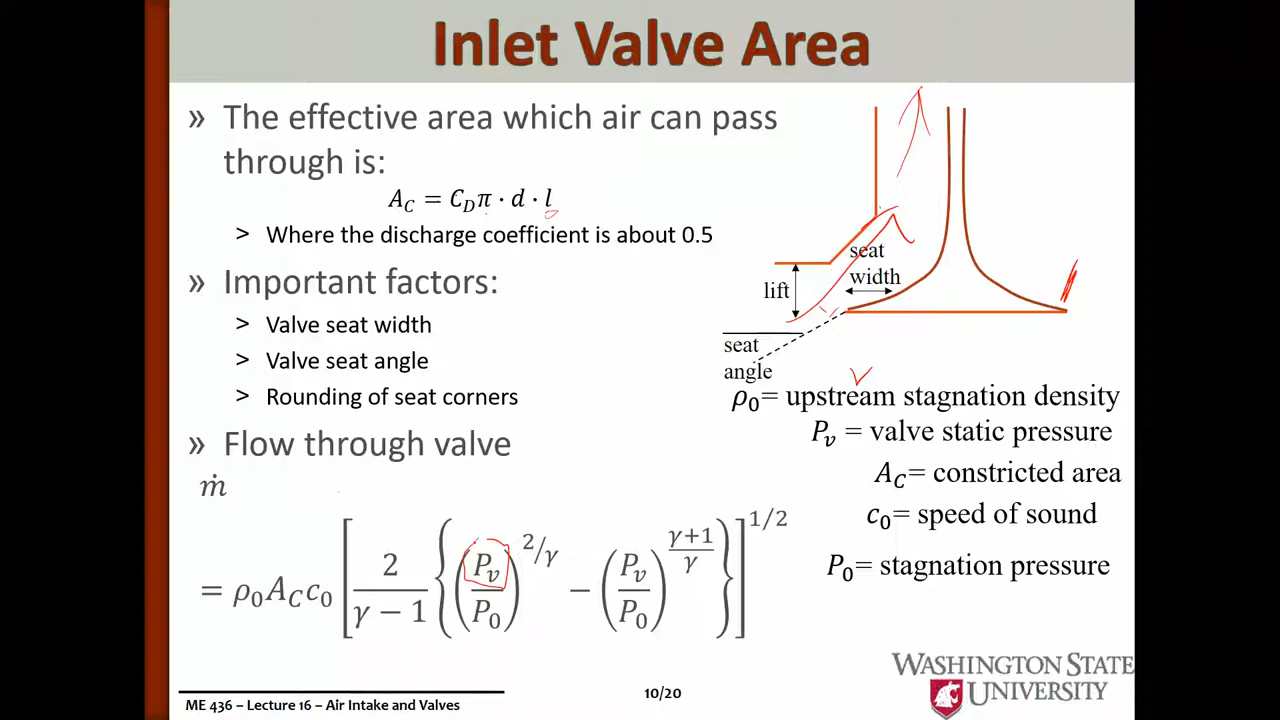 Inlet Valve Area
» The effective area which air can pass
through is:
A_C = C_D π · d · l
> Where the discharge coefficient is about 0.5
» Important factors:
> Valve seat width
> Valve seat angle
> Rounding of seat corners
» Flow through valve
ṁ
= ρ₀A_C c₀ [ 2/(γ − 1) { (P_v/P₀)^(2/γ) − (P_v/P₀)^((γ+1)/γ) } ]^(1/2)
seat
width
lift
seat
angle
ρ₀= upstream stagnation density
P_v = valve static pressure
A_C= constricted area
c₀= speed of sound
P₀= stagnation pressure
ME 436 – Lecture 16 – Air Intake and Valves
10/20
WASHINGTON STATE
UNIVERSITY